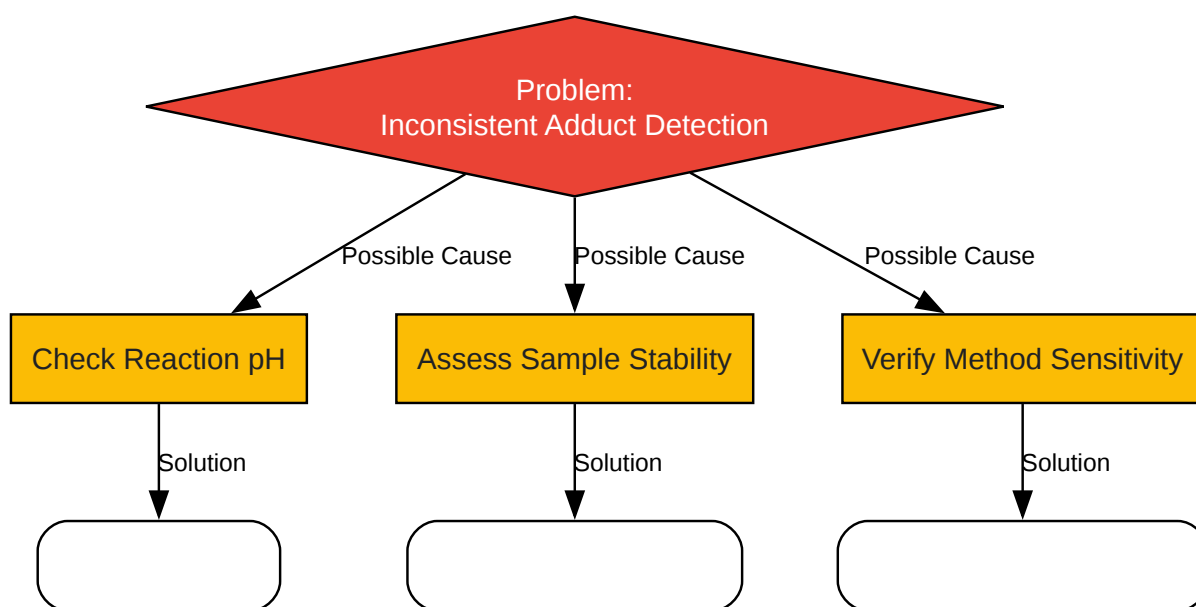 Problem:
Inconsistent Adduct Detection
Possible Cause
Possible Cause
Possible Cause
Check Reaction pH
Assess Sample Stability
Verify Method Sensitivity
Solution
Solution
Solution